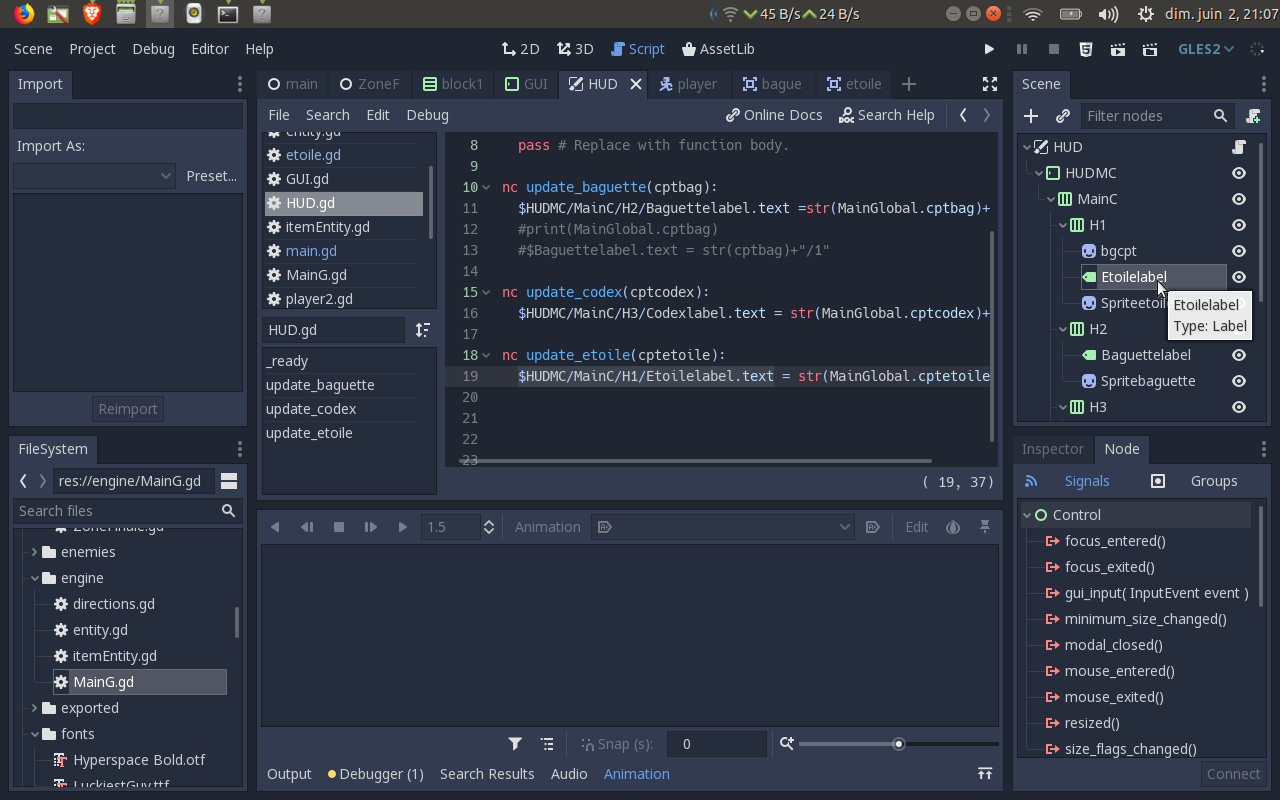 45 B/s 24 B/s dim. juin 2, 21:07
Scene Project Debug Editor Help 2D 3D Script AssetLib GLES2
Import
Import As:
Preset...
Reimport
main ZoneF block1 GUI HUD player bague etoile
File Search Edit Debug Online Docs Search Help
entity.gd
etoile.gd
GUI.gd
HUD.gd
itemEntity.gd
main.gd
MainG.gd
player2.gd
HUD.gd
_ready
update_baguette
update_codex
update_etoile
8 pass # Replace with function body.
9
10 nc update_baguette(cptbag):
11 $HUDMC/MainC/H2/Baguettelabel.text =str(MainGlobal.cptbag)+
12 #print(MainGlobal.cptbag)
13 #$Baguettelabel.text = str(cptbag)+"/1"
14
15 nc update_codex(cptcodex):
16 $HUDMC/MainC/H3/Codexlabel.text = str(MainGlobal.cptcodex)+
17
18 nc update_etoile(cptetoile):
19 $HUDMC/MainC/H1/Etoilelabel.text = str(MainGlobal.cptetoile
20
21
22
23
( 19, 37)
Scene
Filter nodes
HUD
HUDMC
MainC
H1
bgcpt
Etoilelabel
Spriteetoil
Etoilelabel
Type: Label
H2
Baguettelabel
Spritebaguette
H3
FileSystem
res://engine/MainG.gd
Search files
ZoneFinale.gd
enemies
engine
directions.gd
entity.gd
itemEntity.gd
MainG.gd
exported
fonts
Hyperspace Bold.otf
LuckiestGuy.ttf
1.5 Animation Edit
Snap (s): 0
Output Debugger (1) Search Results Audio Animation
Inspector Node
Signals Groups
Control
focus_entered()
focus_exited()
gui_input( InputEvent event )
minimum_size_changed()
modal_closed()
mouse_entered()
mouse_exited()
resized()
size_flags_changed()
Connect